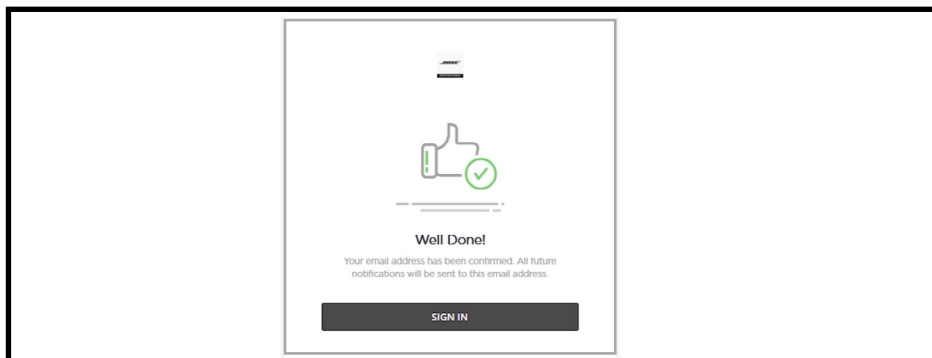 BOSE
Well Done!
Your email address has been confirmed. All future
notifications will be sent to this email address.
SIGN IN